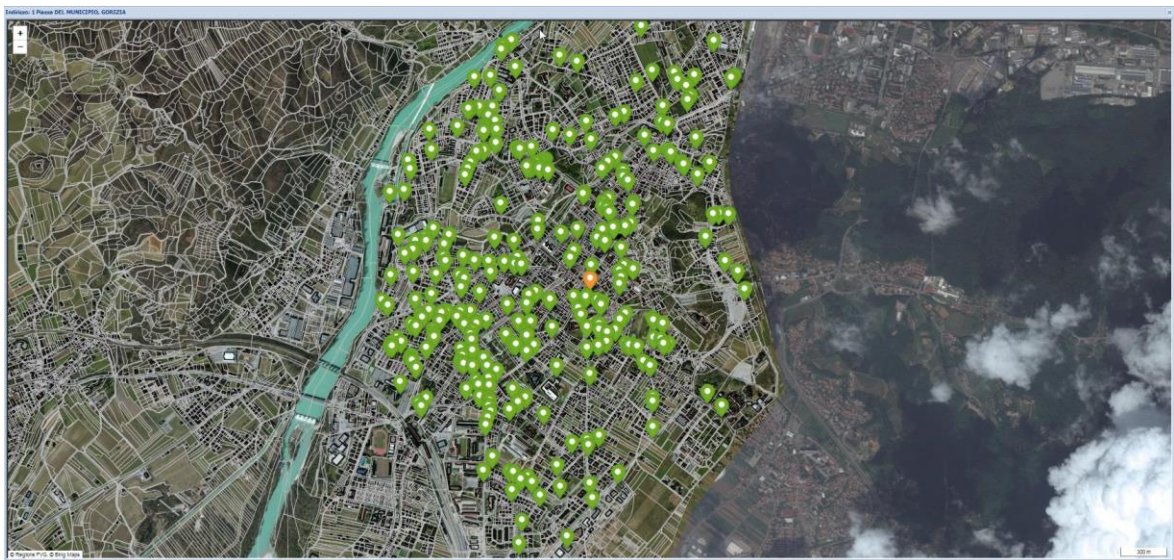 Indirizzo: 1 Piazza DEL MUNICIPIO, GORIZIA
+
−
© Regione FVG, © Bing Maps
300 m